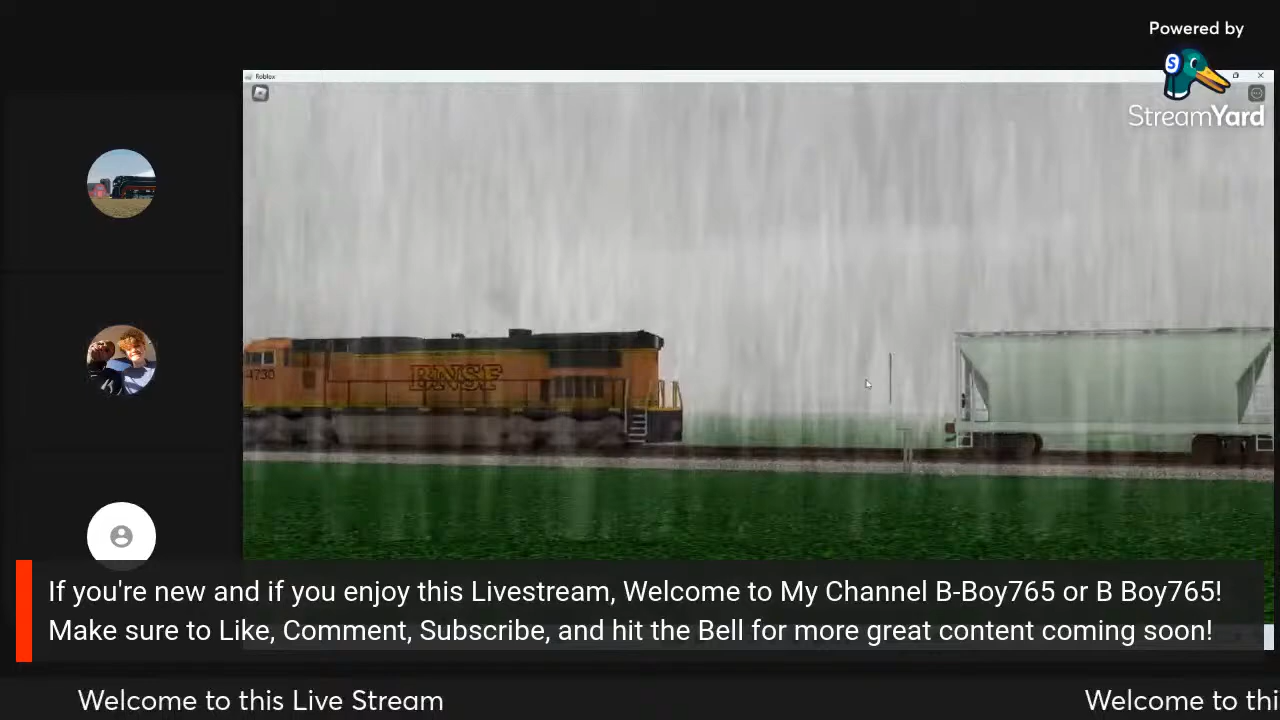 Powered by
StreamYard
Roblox
4730
BNSF
If you're new and if you enjoy this Livestream, Welcome to My Channel B-Boy765 or B Boy765!
Make sure to Like, Comment, Subscribe, and hit the Bell for more great content coming soon!
Welcome to this Live Stream
Welcome to thi